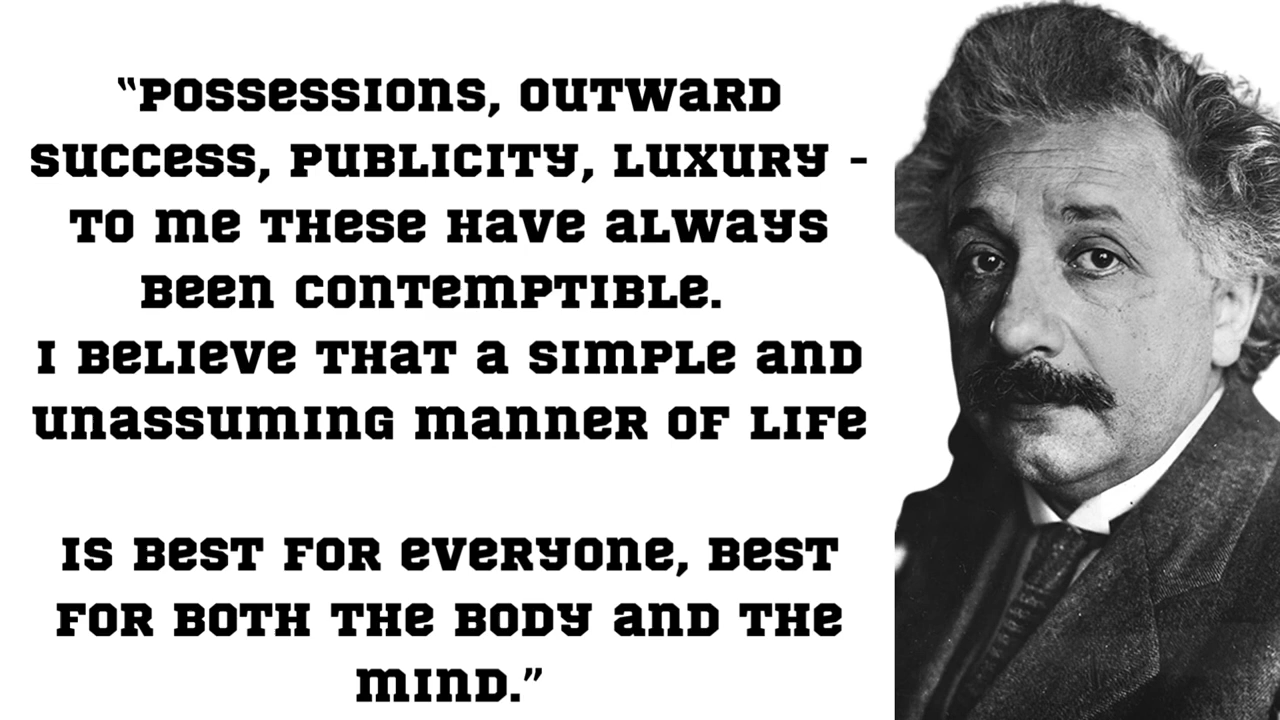 “Possessions, outward
success, publicity, luxury -
to me these have always
been contemptible.
I believe that a simple and
unassuming manner of life
is best for everyone, best
for both the body and the
mind.”